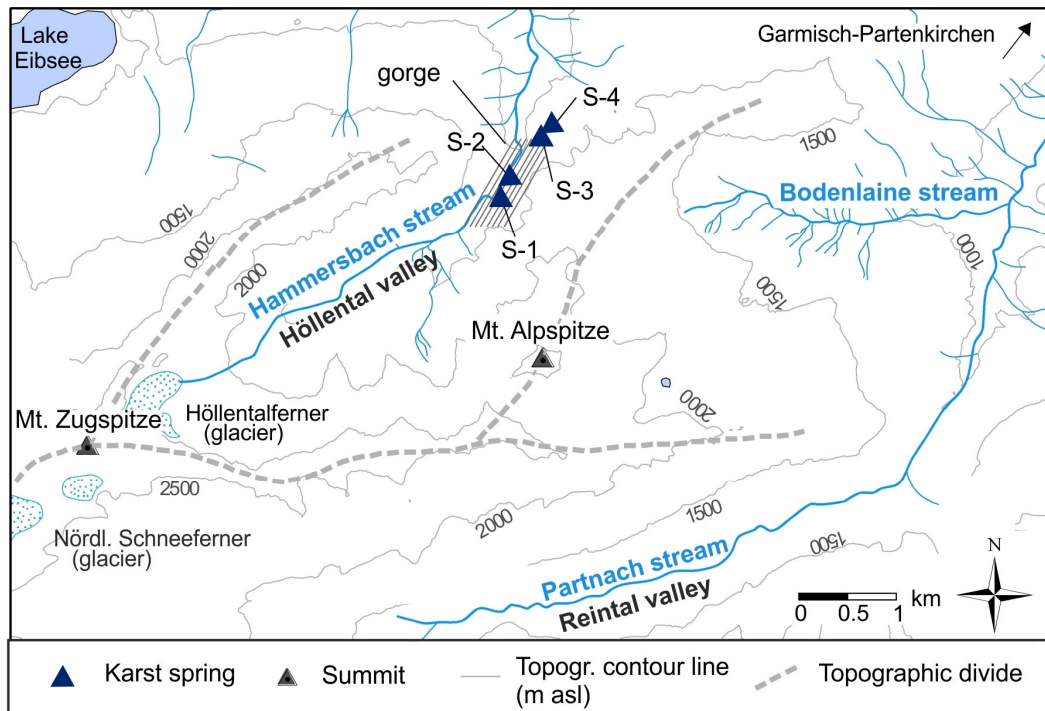 Lake
Eibsee
Garmisch-Partenkirchen
gorge
S-4
S-2
S-3
S-1
1500
2000
2000
1500
Bodenlaine stream
1000
1500
Hammersbach stream
Höllental valley
Mt. Alpspitze
2000
Mt. Zugspitze
Höllentalferner
(glacier)
2500
Nördl. Schneeferner
(glacier)
2000
1500
1500
Partnach stream
Reintal valley
N
0 0.5 1 km
Karst spring
Summit
Topogr. contour line
(m asl)
Topographic divide